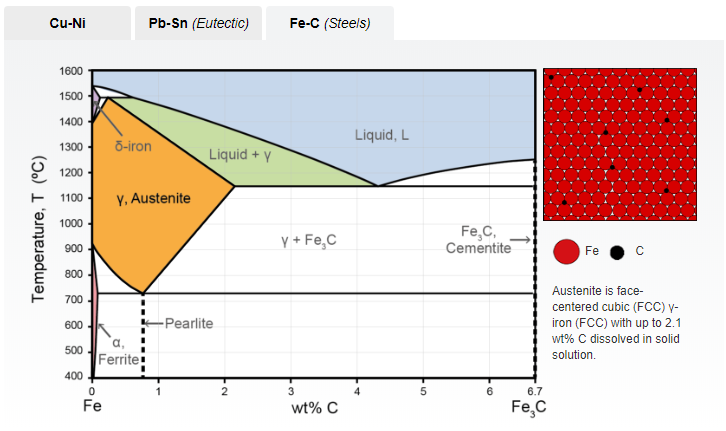 Cu-Ni
Pb-Sn (Eutectic)
Fe-C (Steels)
1600
1500
1400
1300
1200
1100
1000
900
800
700
600
500
400
Temperature, T (ºC)
δ-iron
Liquid + γ
Liquid, L
γ, Austenite
γ + Fe₃C
Fe₃C,
Cementite
Pearlite
α,
Ferrite
0
1
2
3
4
5
6
6.7
Fe
wt% C
Fe₃C
Fe
C
Austenite is face-
centered cubic (FCC) γ-
iron (FCC) with up to 2.1
wt% C dissolved in solid
solution.